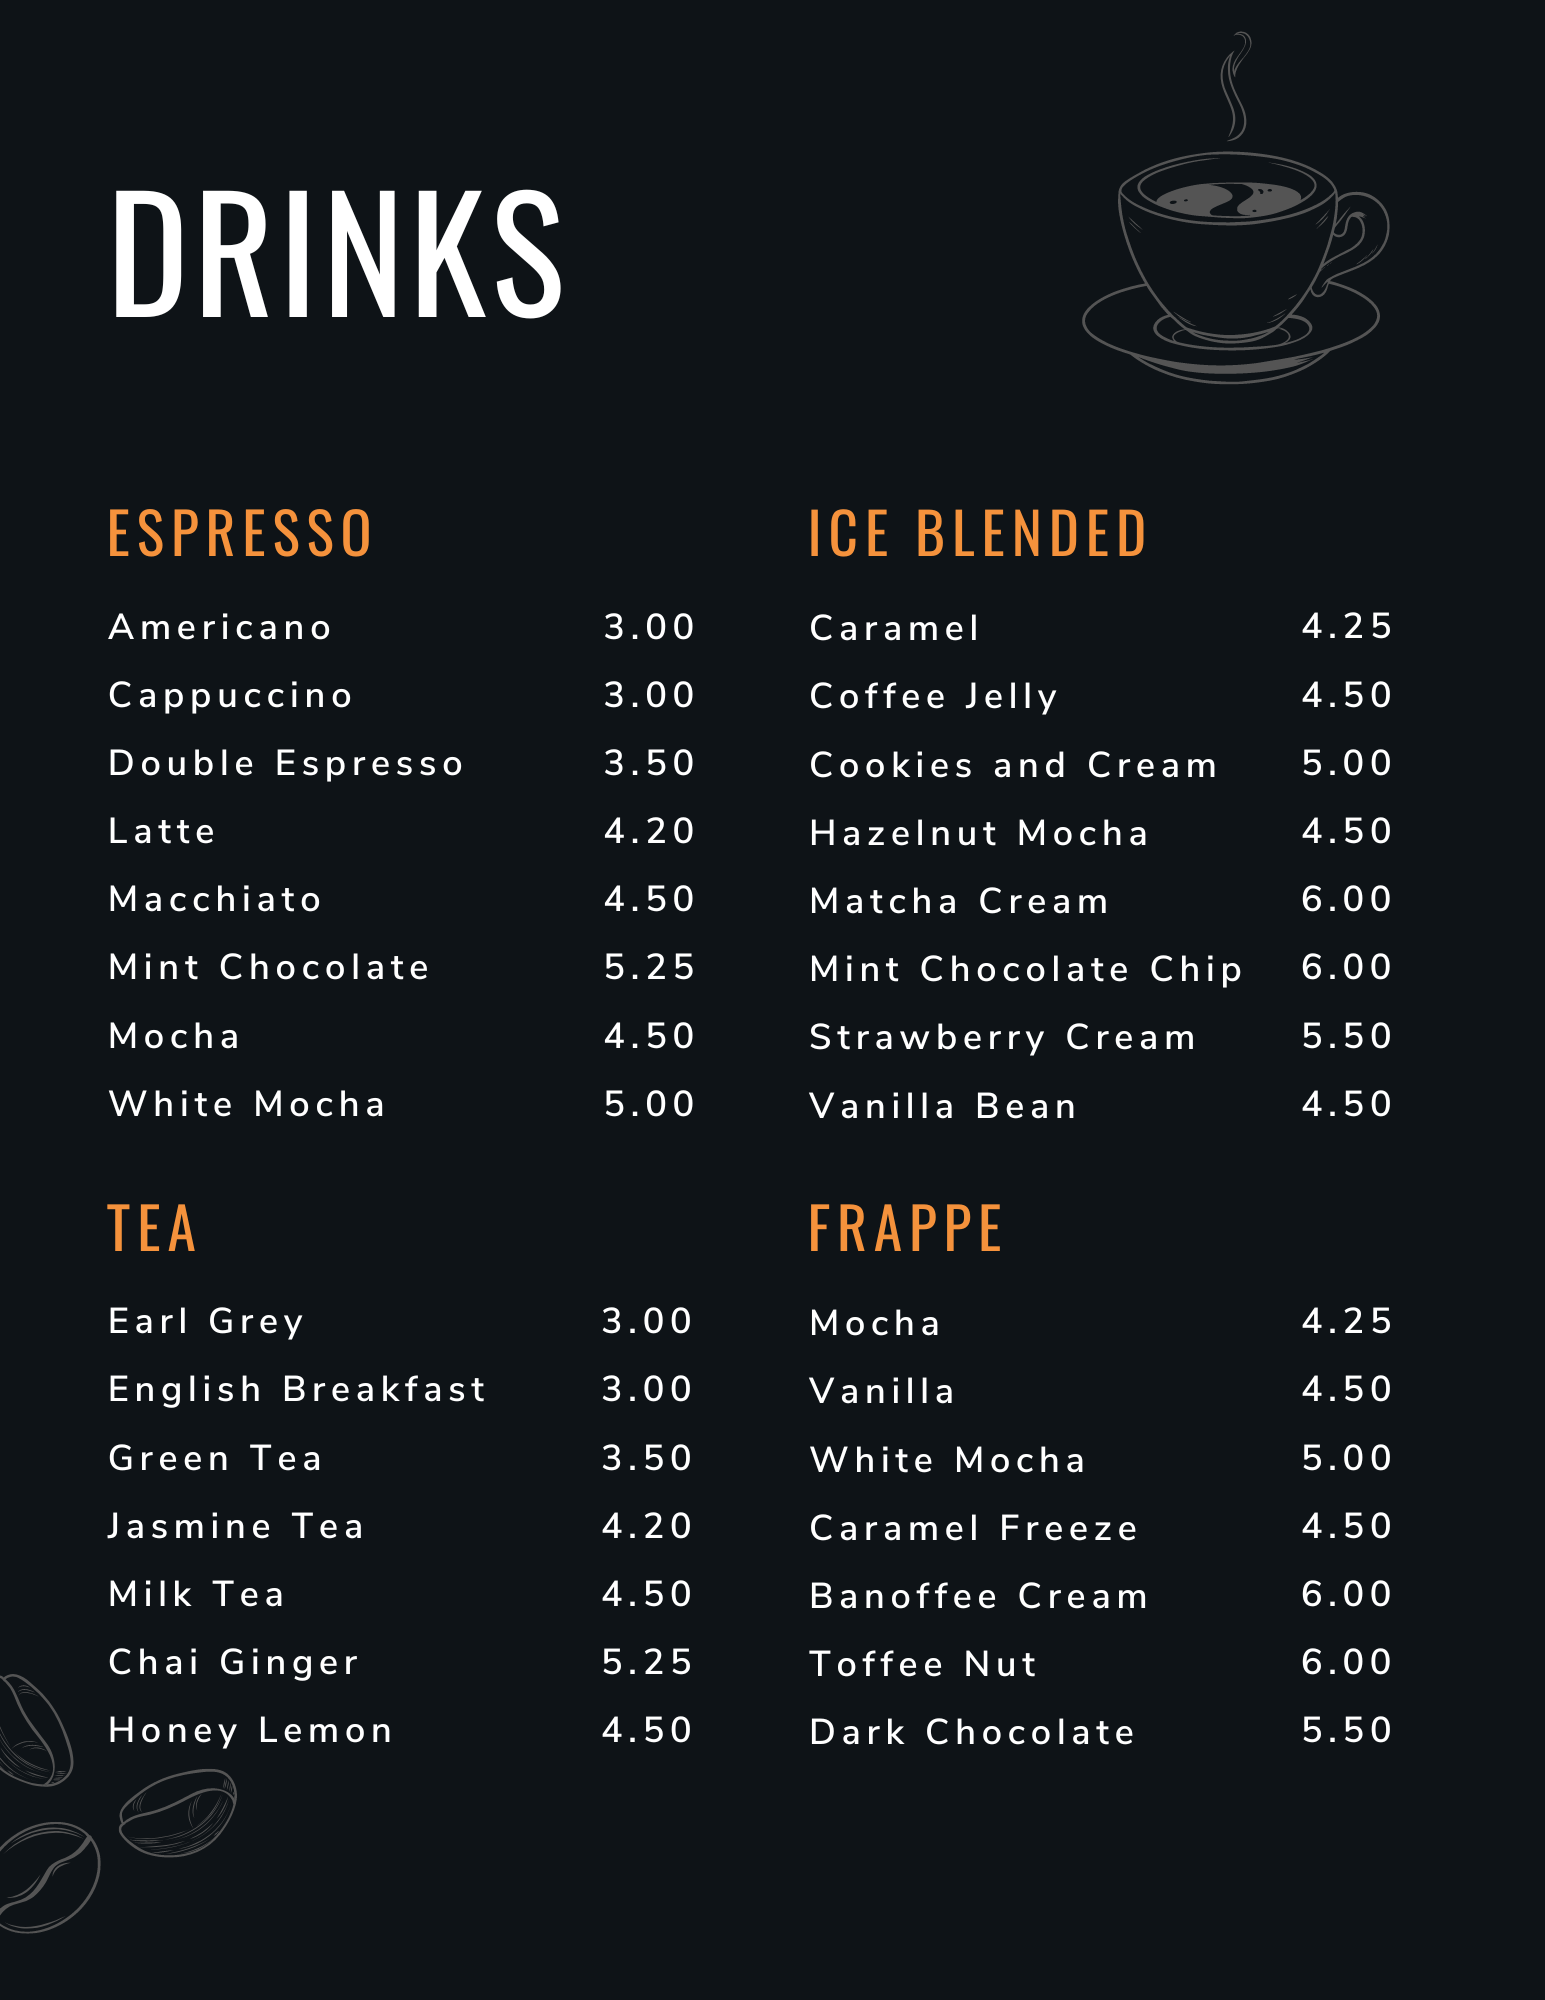 DRINKS
ESPRESSO
Americano 3.00
Cappuccino 3.00
Double Espresso 3.50
Latte 4.20
Macchiato 4.50
Mint Chocolate 5.25
Mocha 4.50
White Mocha 5.00
ICE BLENDED
Caramel 4.25
Coffee Jelly 4.50
Cookies and Cream 5.00
Hazelnut Mocha 4.50
Matcha Cream 6.00
Mint Chocolate Chip 6.00
Strawberry Cream 5.50
Vanilla Bean 4.50
TEA
Earl Grey 3.00
English Breakfast 3.00
Green Tea 3.50
Jasmine Tea 4.20
Milk Tea 4.50
Chai Ginger 5.25
Honey Lemon 4.50
FRAPPE
Mocha 4.25
Vanilla 4.50
White Mocha 5.00
Caramel Freeze 4.50
Banoffee Cream 6.00
Toffee Nut 6.00
Dark Chocolate 5.50